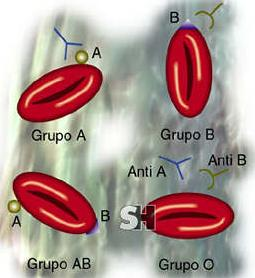 A
Grupo A
B
Grupo B
Anti A
Anti B
A
B
SH
Grupo AB
Grupo O